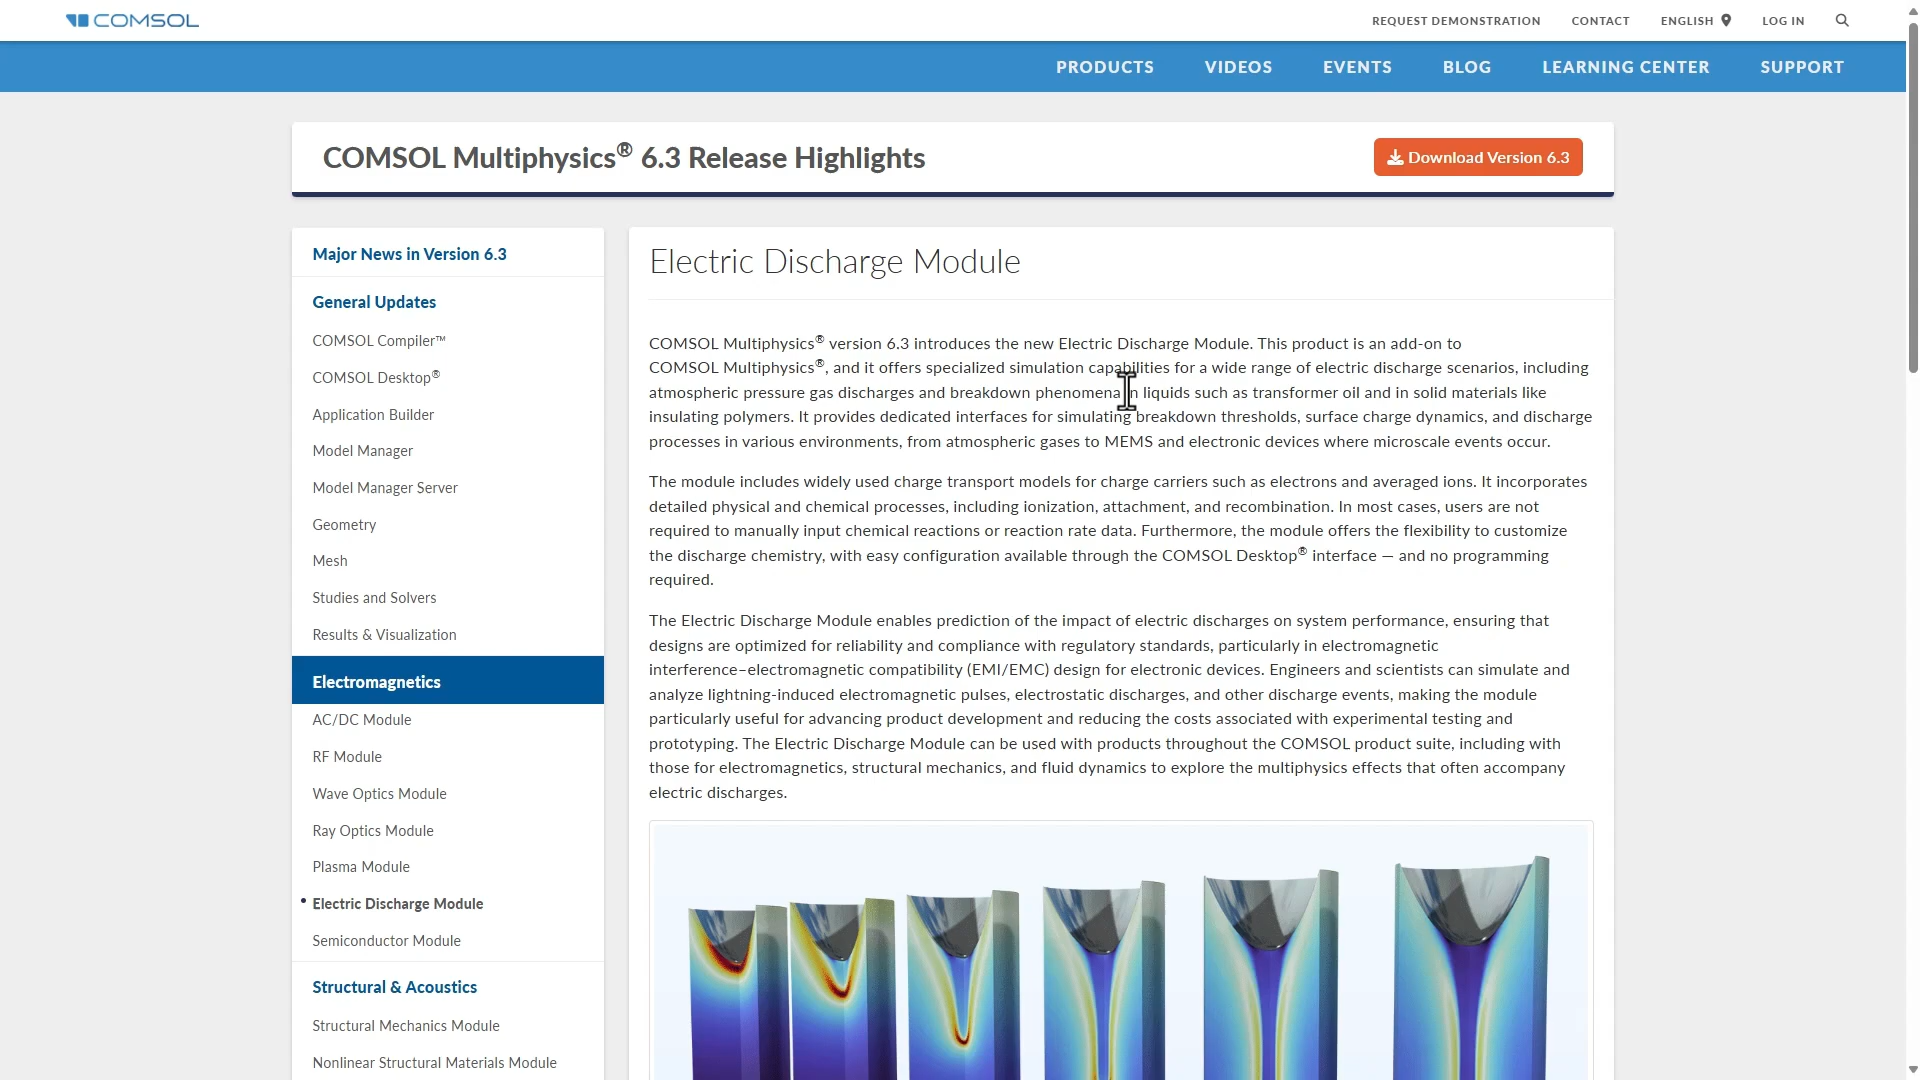 COMSOL
REQUEST DEMONSTRATION
CONTACT
ENGLISH
LOG IN
PRODUCTS
VIDEOS
EVENTS
BLOG
LEARNING CENTER
SUPPORT
COMSOL Multiphysics® 6.3 Release Highlights
Download Version 6.3
Major News in Version 6.3
General Updates
COMSOL Compiler™
COMSOL Desktop®
Application Builder
Model Manager
Model Manager Server
Geometry
Mesh
Studies and Solvers
Results & Visualization
Electromagnetics
AC/DC Module
RF Module
Wave Optics Module
Ray Optics Module
Plasma Module
• Electric Discharge Module
Semiconductor Module
Structural & Acoustics
Structural Mechanics Module
Nonlinear Structural Materials Module
Electric Discharge Module
COMSOL Multiphysics® version 6.3 introduces the new Electric Discharge Module. This product is an add-on to
COMSOL Multiphysics®, and it offers specialized simulation capabilities for a wide range of electric discharge scenarios, including
atmospheric pressure gas discharges and breakdown phenomena in liquids such as transformer oil and in solid materials like
insulating polymers. It provides dedicated interfaces for simulating breakdown thresholds, surface charge dynamics, and discharge
processes in various environments, from atmospheric gases to MEMS and electronic devices where microscale events occur.
The module includes widely used charge transport models for charge carriers such as electrons and averaged ions. It incorporates
detailed physical and chemical processes, including ionization, attachment, and recombination. In most cases, users are not
required to manually input chemical reactions or reaction rate data. Furthermore, the module offers the flexibility to customize
the discharge chemistry, with easy configuration available through the COMSOL Desktop® interface — and no programming
required.
The Electric Discharge Module enables prediction of the impact of electric discharges on system performance, ensuring that
designs are optimized for reliability and compliance with regulatory standards, particularly in electromagnetic
interference–electromagnetic compatibility (EMI/EMC) design for electronic devices. Engineers and scientists can simulate and
analyze lightning-induced electromagnetic pulses, electrostatic discharges, and other discharge events, making the module
particularly useful for advancing product development and reducing the costs associated with experimental testing and
prototyping. The Electric Discharge Module can be used with products throughout the COMSOL product suite, including with
those for electromagnetics, structural mechanics, and fluid dynamics to explore the multiphysics effects that often accompany
electric discharges.